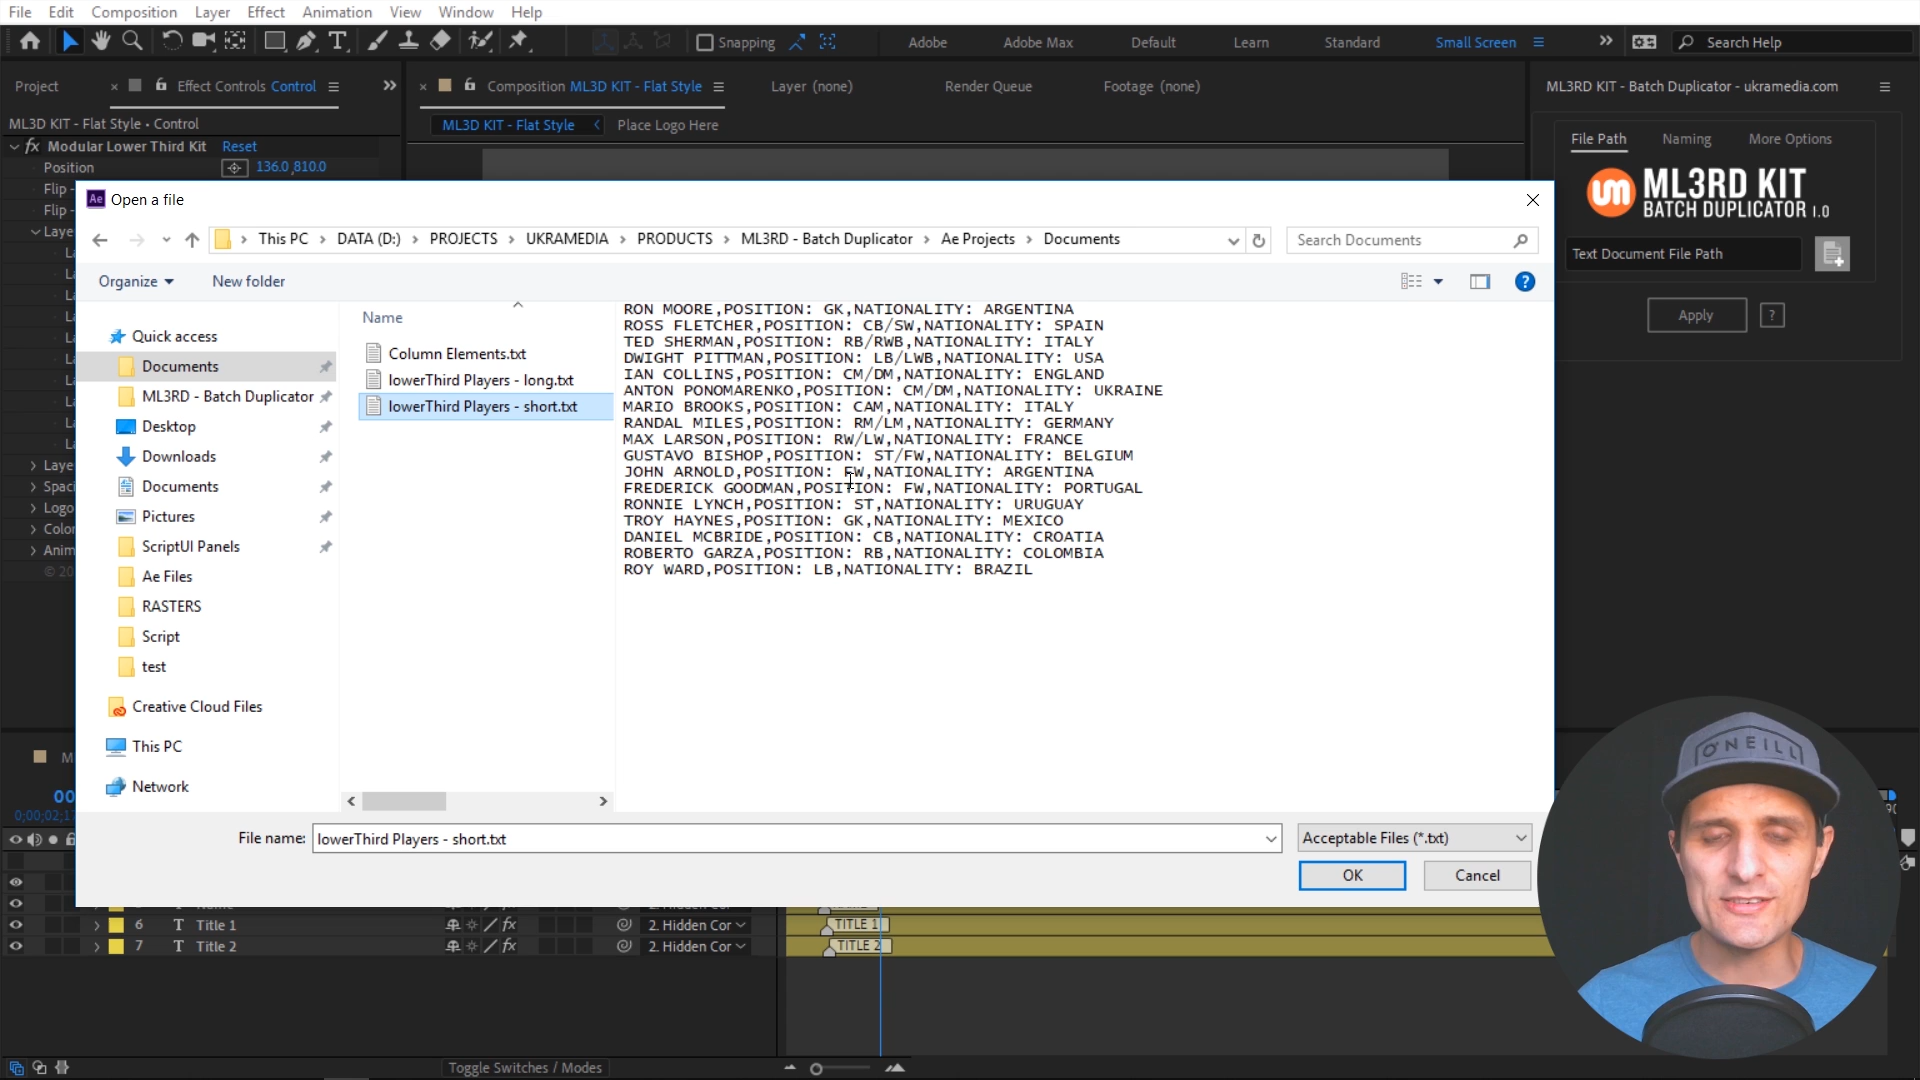 File Edit Composition Layer Effect Animation View Window Help
Snapping Adobe Adobe Max Default Learn Standard Small Screen Search Help
Project Effect Controls Control Composition ML3D KIT - Flat Style Layer (none) Render Queue Footage (none) ML3RD KIT - Batch Duplicator - ukramedia.com
ML3D KIT - Flat Style • Control
ML3D KIT - Flat Style Place Logo Here
fx Modular Lower Third Kit Reset
Position 136.0,810.0
Flip -
Flip -
File Path Naming More Options
um ML3RD KIT
BATCH DUPLICATOR 1.0
Text Document File Path
Apply ?
Ae Open a file
This PC DATA (D:) PROJECTS UKRAMEDIA PRODUCTS ML3RD - Batch Duplicator Ae Projects Documents Search Documents
Organize New folder ?
Quick access
Documents
ML3RD - Batch Duplicator
Desktop
Downloads
Documents
Pictures
ScriptUI Panels
Ae Files
RASTERS
Script
test
Creative Cloud Files
This PC
Network
Name
Column Elements.txt
lowerThird Players - long.txt
lowerThird Players - short.txt
RON MOORE,POSITION: GK,NATIONALITY: ARGENTINA
ROSS FLETCHER,POSITION: CB/SW,NATIONALITY: SPAIN
TED SHERMAN,POSITION: RB/RWB,NATIONALITY: ITALY
DWIGHT PITTMAN,POSITION: LB/LWB,NATIONALITY: USA
IAN COLLINS,POSITION: CM/DM,NATIONALITY: ENGLAND
ANTON PONOMARENKO,POSITION: CM/DM,NATIONALITY: UKRAINE
MARIO BROOKS,POSITION: CAM,NATIONALITY: ITALY
RANDAL MILES,POSITION: RM/LM,NATIONALITY: GERMANY
MAX LARSON,POSITION: RW/LW,NATIONALITY: FRANCE
GUSTAVO BISHOP,POSITION: ST/FW,NATIONALITY: BELGIUM
JOHN ARNOLD,POSITION: FW,NATIONALITY: ARGENTINA
FREDERICK GOODMAN,POSITION: FW,NATIONALITY: PORTUGAL
RONNIE LYNCH,POSITION: ST,NATIONALITY: URUGUAY
TROY HAYNES,POSITION: GK,NATIONALITY: MEXICO
DANIEL MCBRIDE,POSITION: CB,NATIONALITY: CROATIA
ROBERTO GARZA,POSITION: RB,NATIONALITY: COLOMBIA
ROY WARD,POSITION: LB,NATIONALITY: BRAZIL
File name: lowerThird Players - short.txt Acceptable Files (*.txt)
OK Cancel
6 T Title 1 fx 2. Hidden Cor TITLE 1
7 T Title 2 fx 2. Hidden Cor TITLE 2
Toggle Switches / Modes
O'NEILL